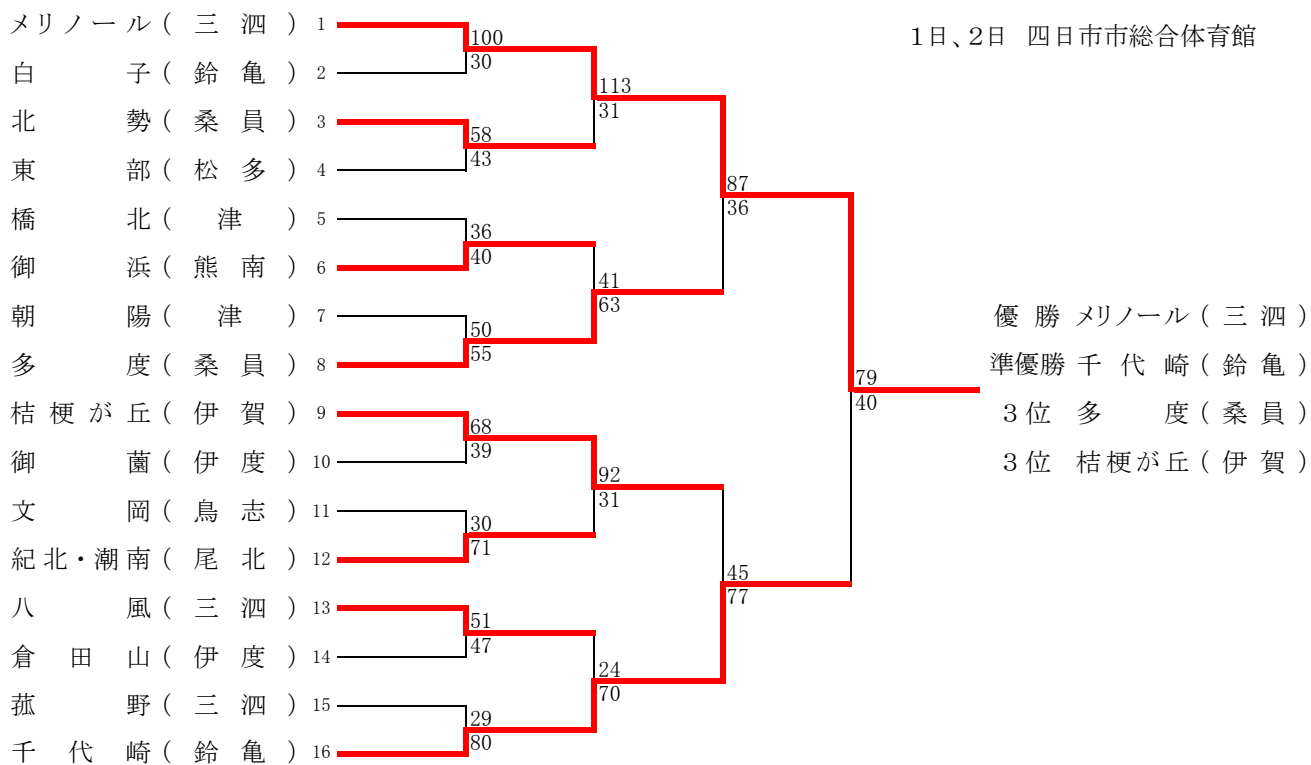 メリノール(三泗) 1
白子(鈴亀) 2
北勢(桑員) 3
東部(松多) 4
橋北(津) 5
御浜(熊南) 6
朝陽(津) 7
多度(桑員) 8
桔梗が丘(伊賀) 9
御薗(伊度) 10
文岡(鳥志) 11
紀北・潮南(尾北) 12
八風(三泗) 13
倉田山(伊度) 14
菰野(三泗) 15
千代崎(鈴亀) 16
100
30
58
43
36
40
50
55
68
39
30
71
51
47
29
80
113
31
41
63
92
31
24
70
87
36
45
77
79
40
1日、2日 四日市市総合体育館
優勝 メリノール(三泗)
準優勝 千代崎(鈴亀)
3位 多度(桑員)
3位 桔梗が丘(伊賀)